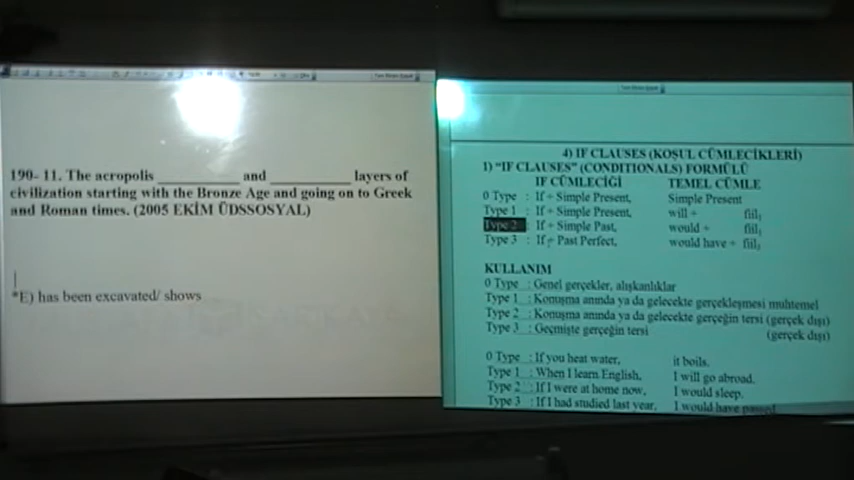 190- 11. The acropolis __________ and __________ layers of
civilization starting with the Bronze Age and going on to Greek
and Roman times. (2005 EKİM ÜDSSOSYAL)
*E) has been excavated/ shows
4) IF CLAUSES (KOŞUL CÜMLECİKLERİ)
1) “IF CLAUSES” (CONDITIONALS) FORMÜLÜ
IF CÜMLECİĞİ TEMEL CÜMLE
0 Type : If + Simple Present, Simple Present
Type 1 : If + Simple Present, will + fiil₁
Type 2 : If + Simple Past, would + fiil₁
Type 3 : If + Past Perfect, would have + fiil₃
KULLANIM
0 Type : Genel gerçekler, alışkanlıklar
Type 1 : Konuşma anında ya da gelecekte gerçekleşmesi muhtemel
Type 2 : Konuşma anında ya da gelecekte gerçeğin tersi (gerçek dışı)
Type 3 : Geçmişte gerçeğin tersi (gerçek dışı)
0 Type : If you heat water, it boils.
Type 1 : When I learn English, I will go abroad.
Type 2 : If I were at home now, I would sleep.
Type 3 : If I had studied last year, I would have passed